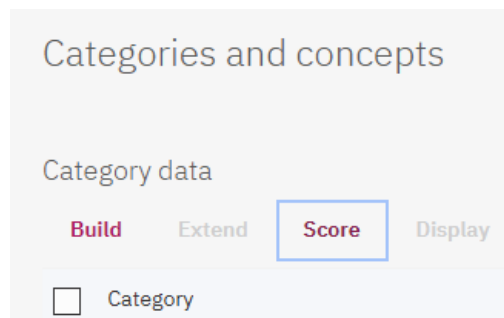 Categories and concepts
Category data
Build Extend Score Display
Category